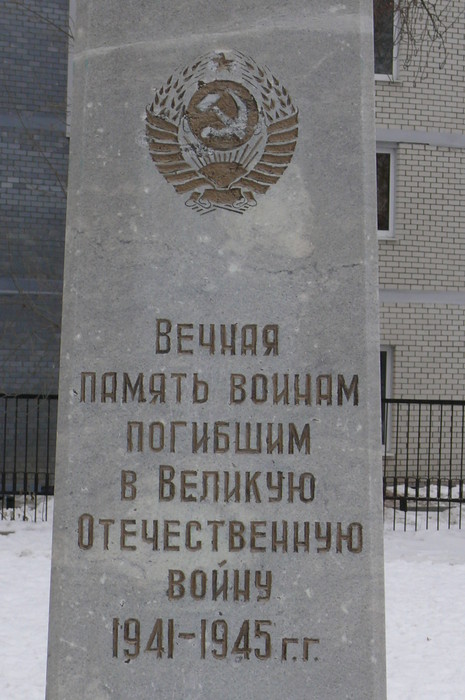 Вечная
память воинам
погибшим
в Великую
Отечественную
войну
1941-1945 г.г.